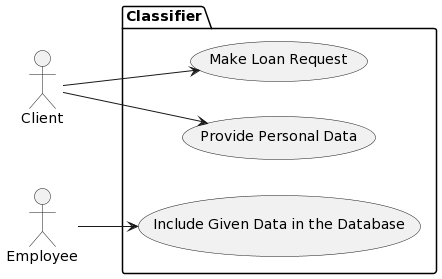 Classifier
Make Loan Request
Client
Provide Personal Data
Include Given Data in the Database
Employee